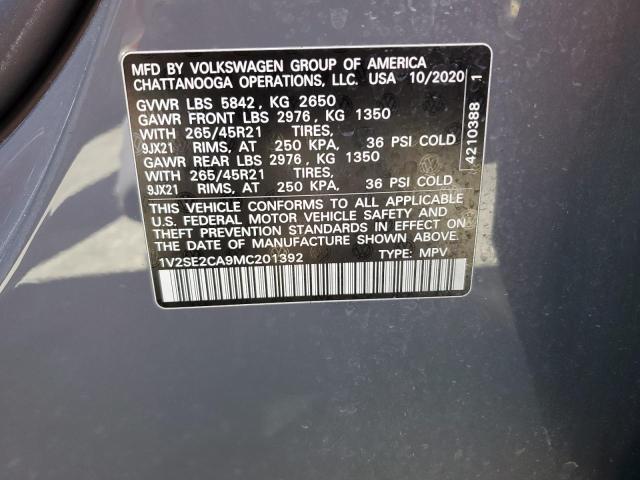 MFD BY VOLKSWAGEN GROUP OF AMERICA
CHATTANOOGA OPERATIONS, LLC. USA 10/2020
GVWR LBS 5842, KG 2650
GAWR FRONT LBS 2976, KG 1350
WITH 265/45R21 TIRES,
9JX21 RIMS, AT 250 KPA, 36 PSI COLD
GAWR REAR LBS 2976, KG 1350
WITH 265/45R21 TIRES,
9JX21 RIMS, AT 250 KPA, 36 PSI COLD
THIS VEHICLE CONFORMS TO ALL APPLICABLE
U.S. FEDERAL MOTOR VEHICLE SAFETY AND
THEFT PREVENTION STANDARDS IN EFFECT ON
THE DATE OF MANUFACTURE SHOWN ABOVE.
1V2SE2CA9MC201392 TYPE: MPV
4210388 1